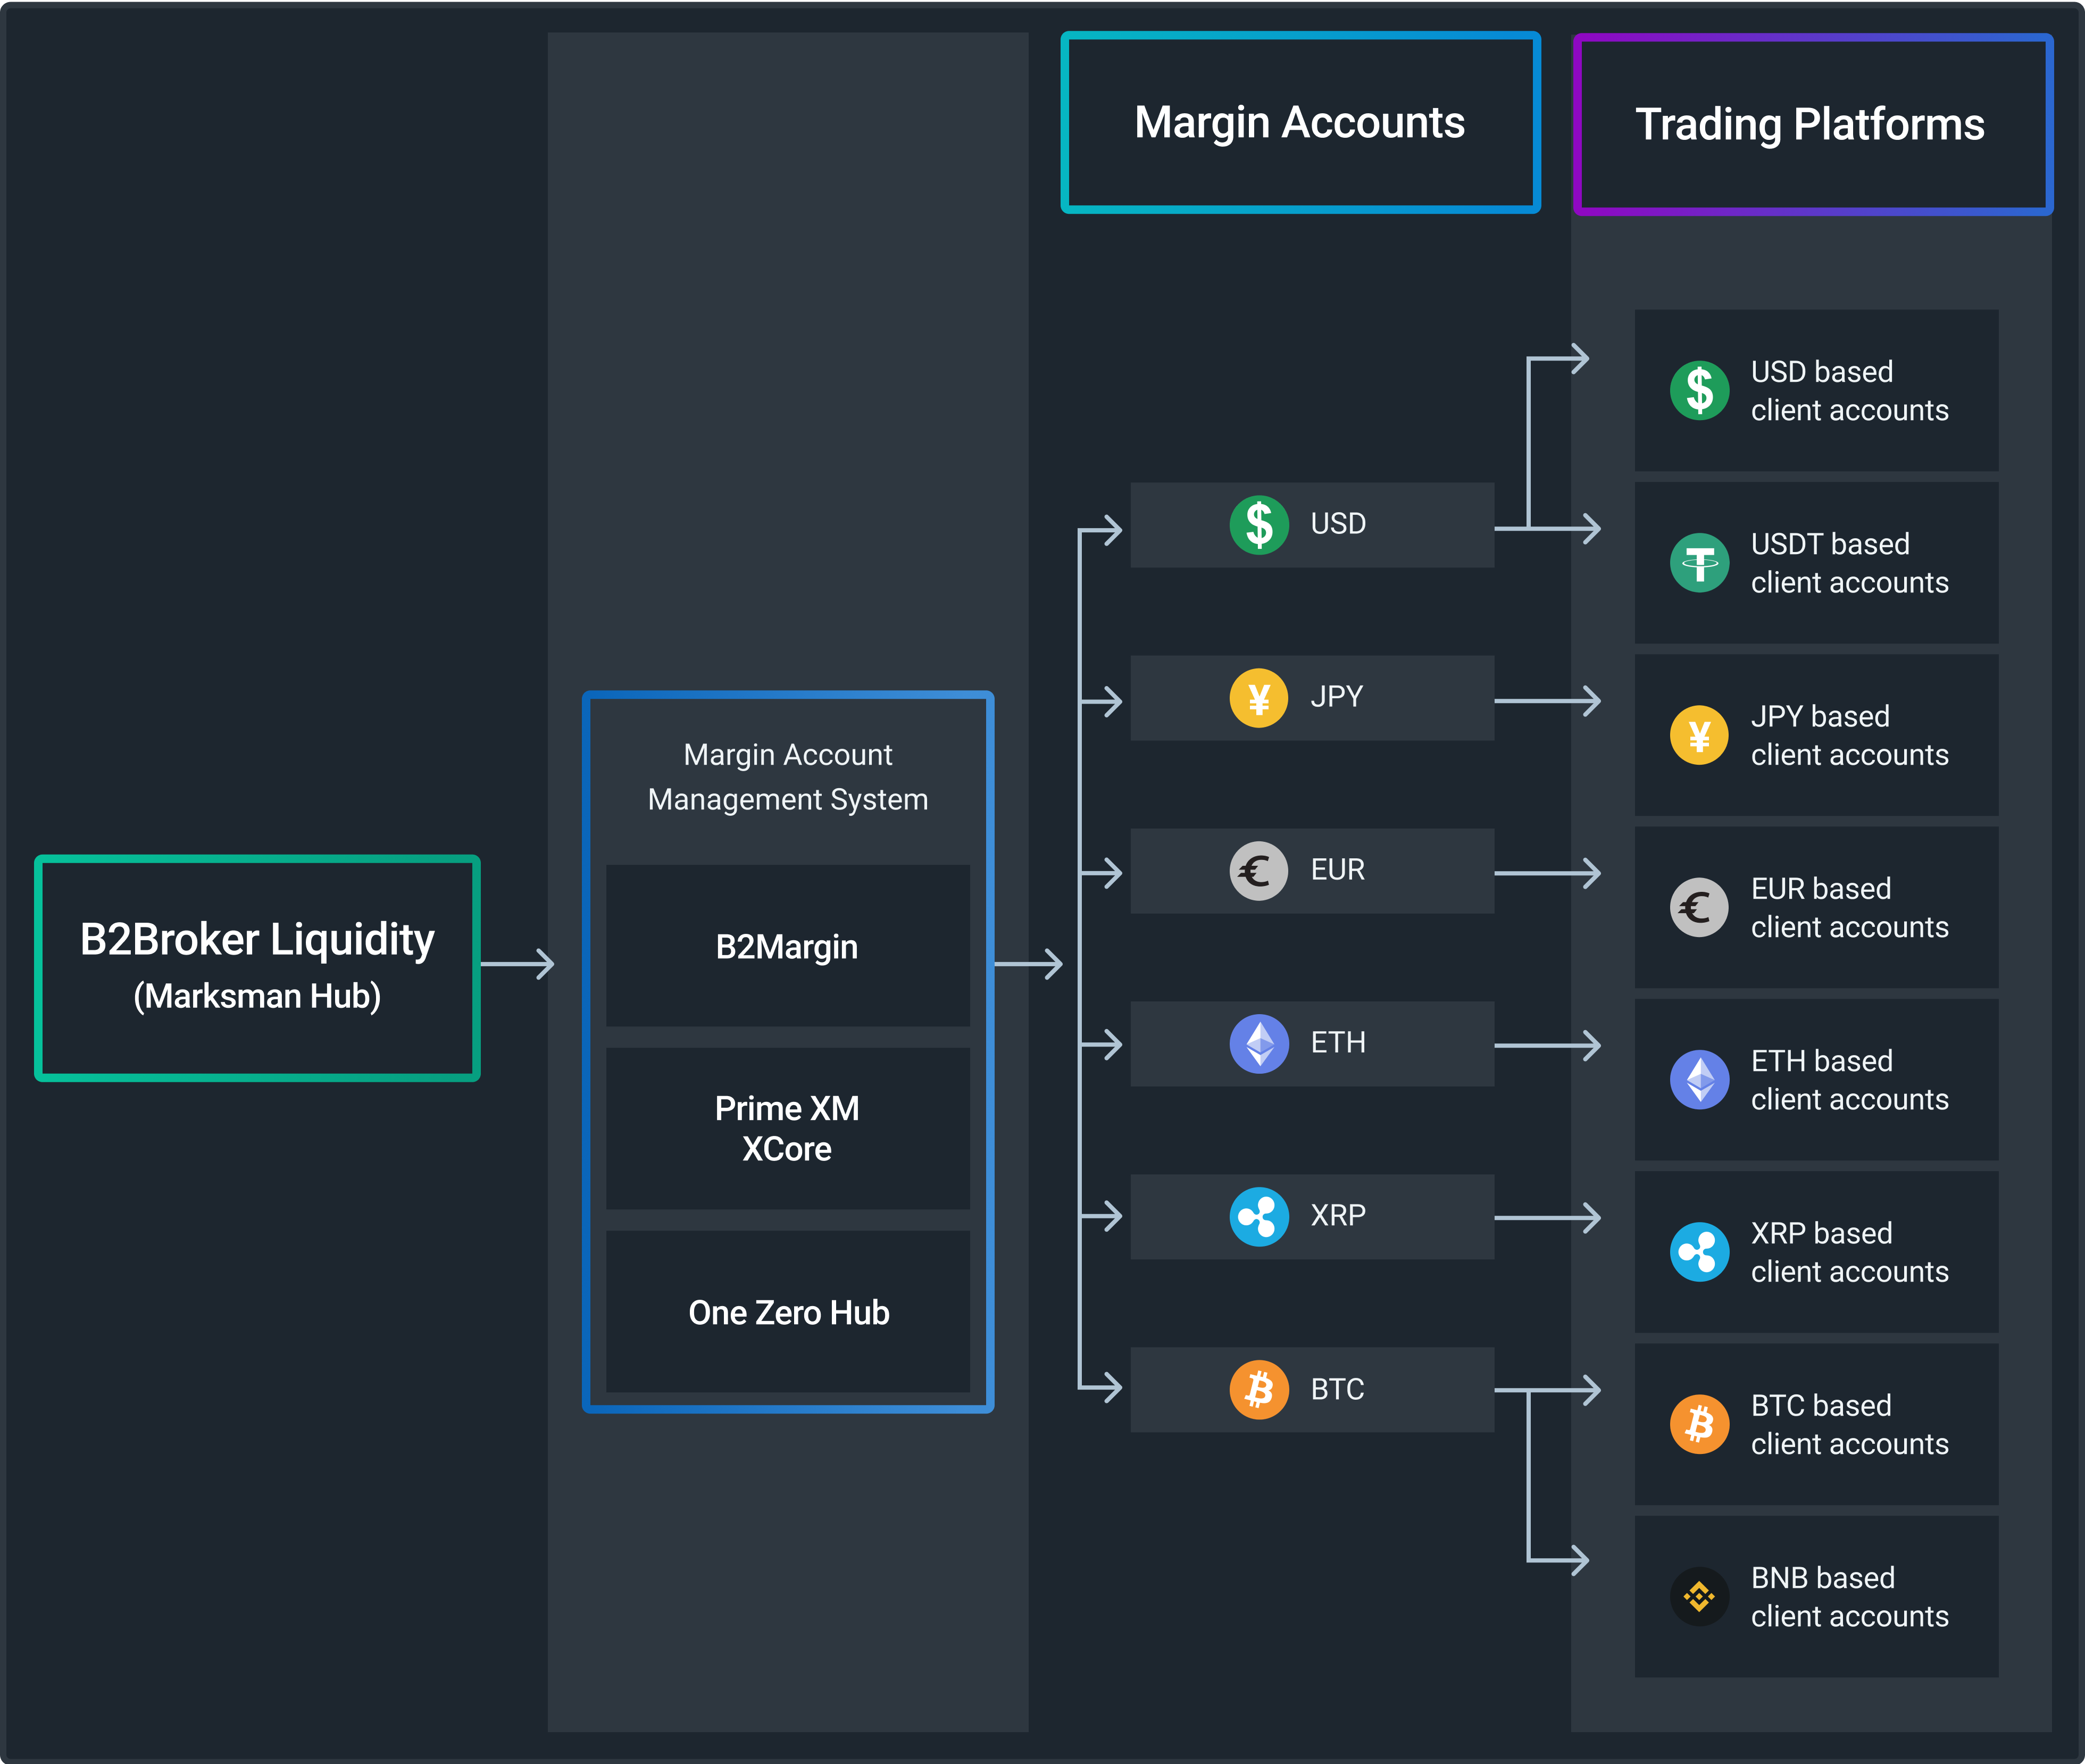 Margin Accounts
Trading Platforms
B2Broker Liquidity
(Marksman Hub)
Margin Account
Management System
B2Margin
Prime XM
XCore
One Zero Hub
USD
JPY
EUR
ETH
XRP
BTC
USD based
client accounts
USDT based
client accounts
JPY based
client accounts
EUR based
client accounts
ETH based
client accounts
XRP based
client accounts
BTC based
client accounts
BNB based
client accounts